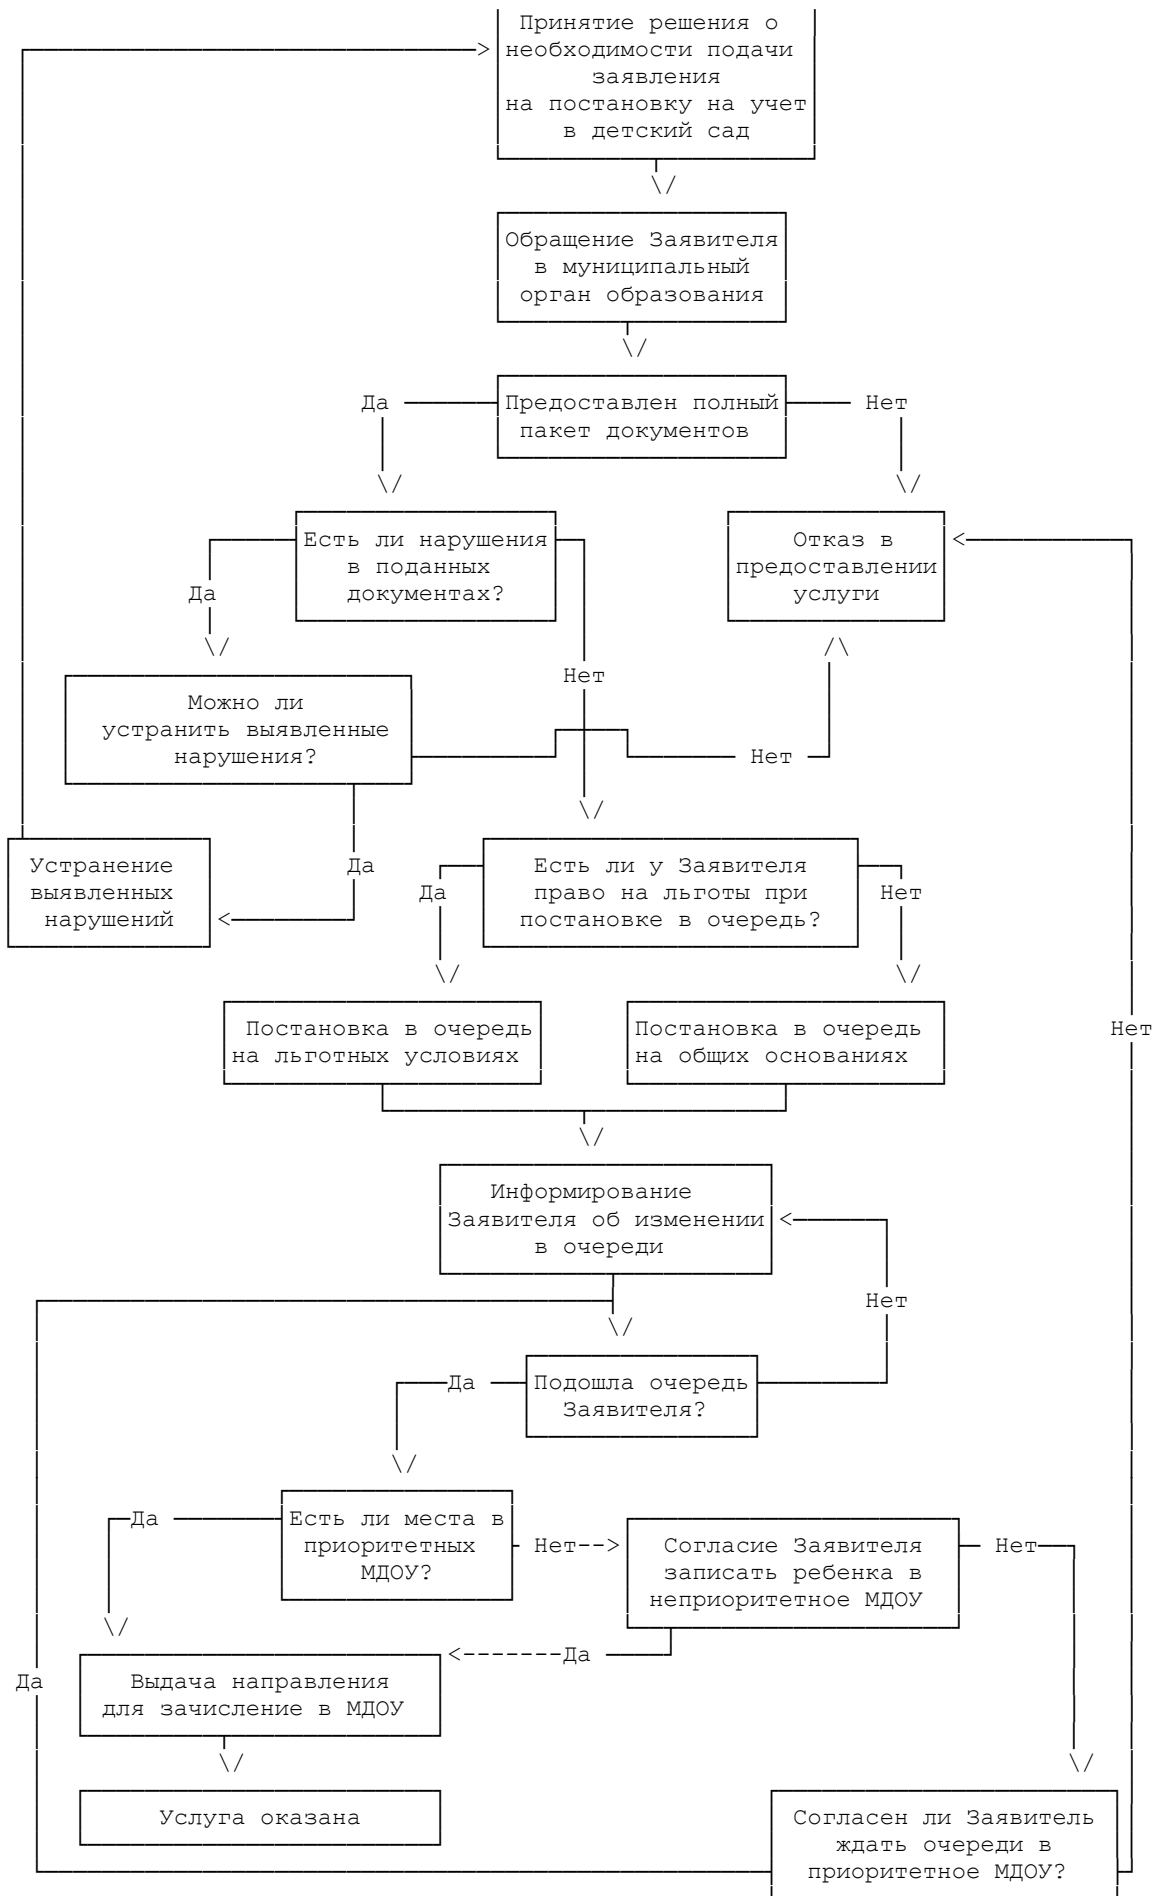 Принятие решения о
необходимости подачи
заявления
на постановку на учет
в детский сад
Обращение Заявителя
в муниципальный
орган образования
Да
Предоставлен полный
пакет документов
Нет
Есть ли нарушения
в поданных
документах?
Отказ в
предоставлении
услуги
Да
Нет
Можно ли
устранить выявленные
нарушения?
Нет
Устранение
выявленных
нарушений
Да
Есть ли у Заявителя
право на льготы при
постановке в очередь?
Да
Нет
Постановка в очередь
на льготных условиях
Постановка в очередь
на общих основаниях
Нет
Информирование
Заявителя об изменении
в очереди
Нет
Да
Подошла очередь
Заявителя?
Да
Есть ли места в
приоритетных
МДОУ?
Нет-->
Согласие Заявителя
записать ребенка в
неприоритетное МДОУ
Нет
<-------Да
Да
Выдача направления
для зачисление в МДОУ
Услуга оказана
Согласен ли Заявитель
ждать очереди в
приоритетное МДОУ?